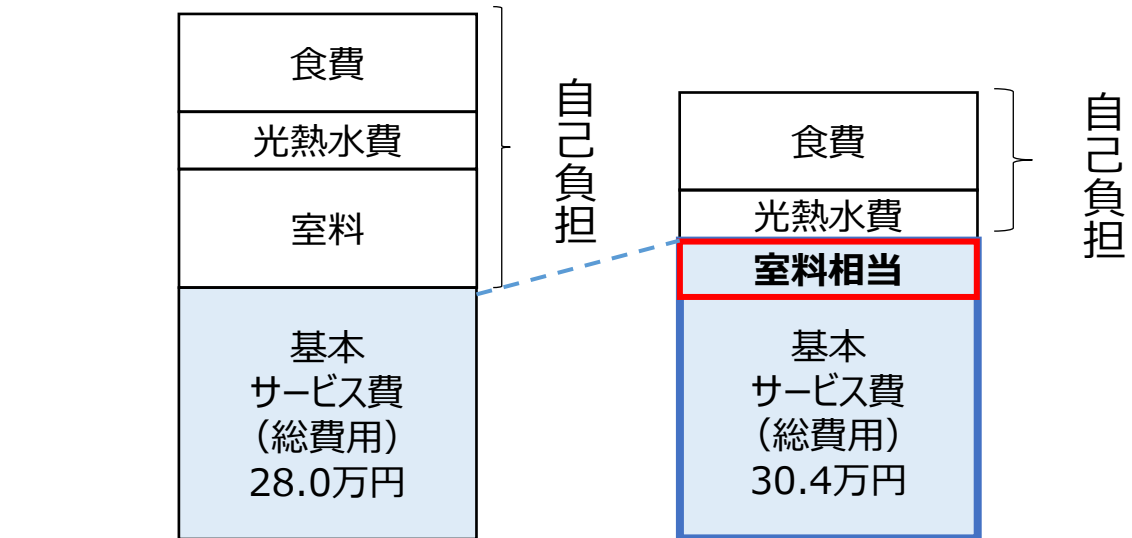 食費
光熱水費
室料
基本
サービス費
（総費用）
28.0万円
自己負担
食費
光熱水費
室料相当
基本
サービス費
（総費用）
30.4万円
自己負担